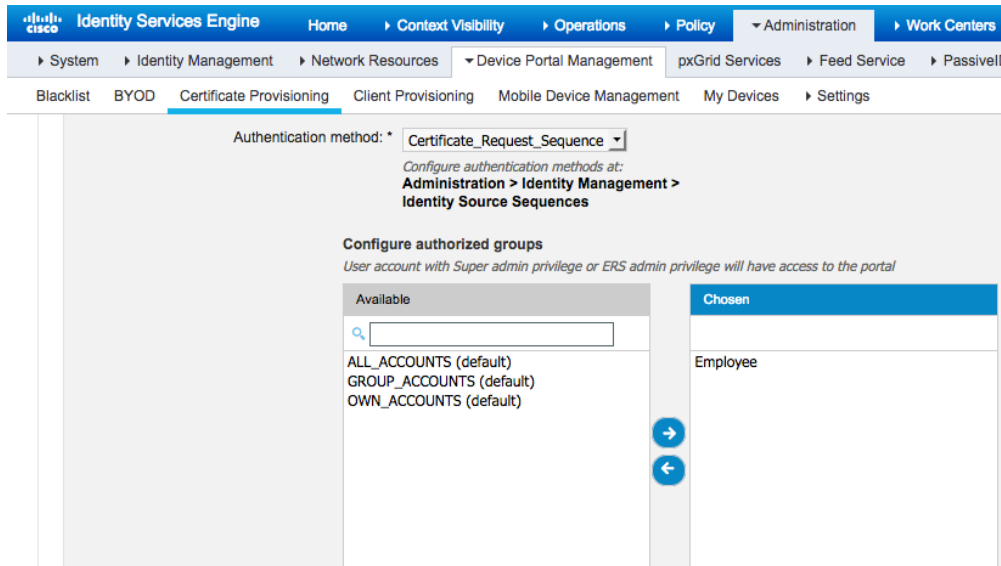 cisco Identity Services Engine Home Context Visibility Operations Policy Administration Work Centers
System Identity Management Network Resources Device Portal Management pxGrid Services Feed Service PassiveI
Blacklist BYOD Certificate Provisioning Client Provisioning Mobile Device Management My Devices Settings
Authentication method: * Certificate_Request_Sequence
Configure authentication methods at:
Administration > Identity Management >
Identity Source Sequences
Configure authorized groups
User account with Super admin privilege or ERS admin privilege will have access to the portal
Available Chosen
ALL_ACCOUNTS (default) Employee
GROUP_ACCOUNTS (default)
OWN_ACCOUNTS (default)